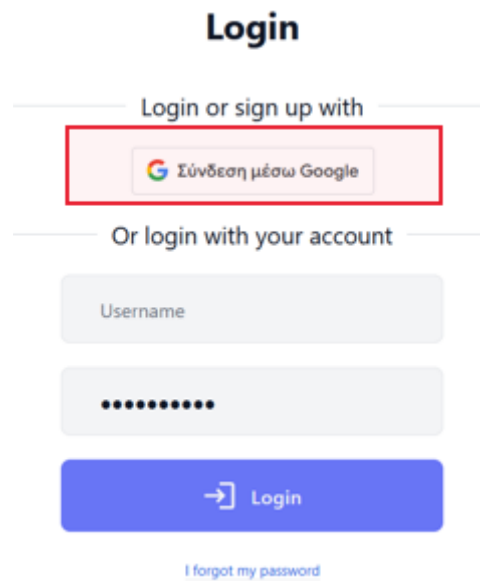 Login
Login or sign up with
Σύνδεση μέσω Google
Or login with your account
Username
••••••••••
Login
I forgot my password